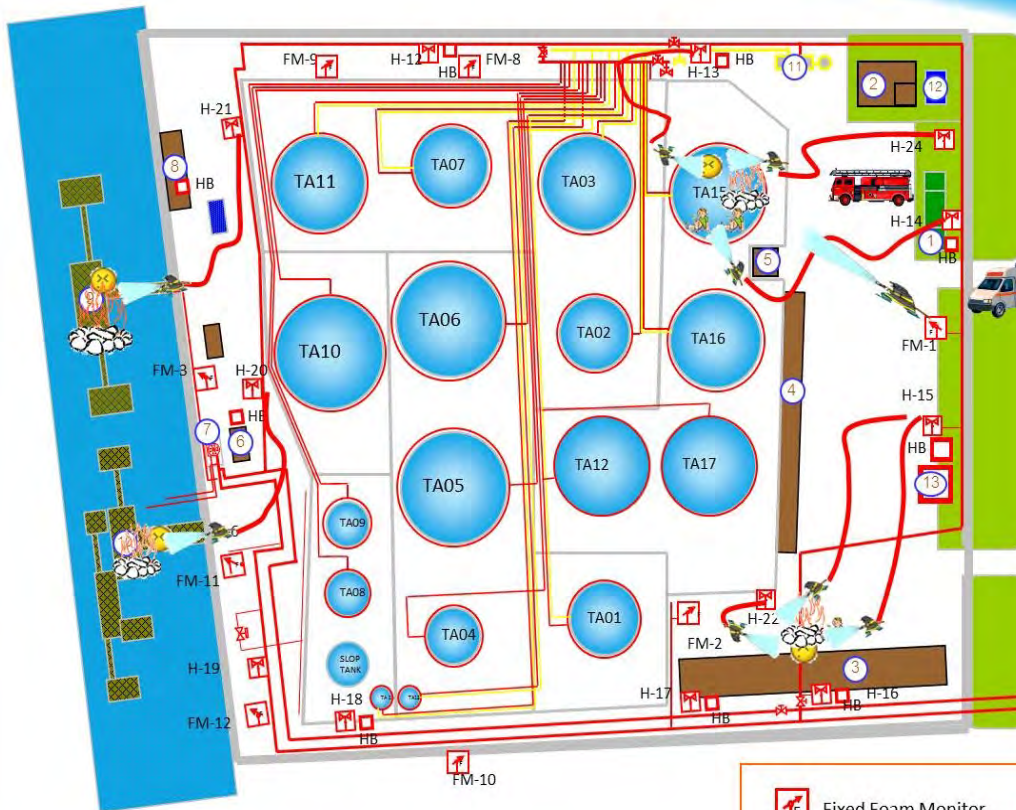 FM-9
H-12
HB
FM-8
H-13
HB
11
2
12
H-21
H-24
8
HB
TA11
TA07
TA03
TA15
H-14
1
HB
5
FM-1
TA10
TA06
TA02
TA16
FM-3
H-20
HB
7
6
4
H-15
HB
13
TA05
TA12
TA17
TA09
FM-11
TA08
TA04
TA01
H-22
FM-2
SLOP
TANK
H-19
3
H-18
HB
H-17
HB
H-16
HB
FM-12
FM-10
Fixed Foam Monitor